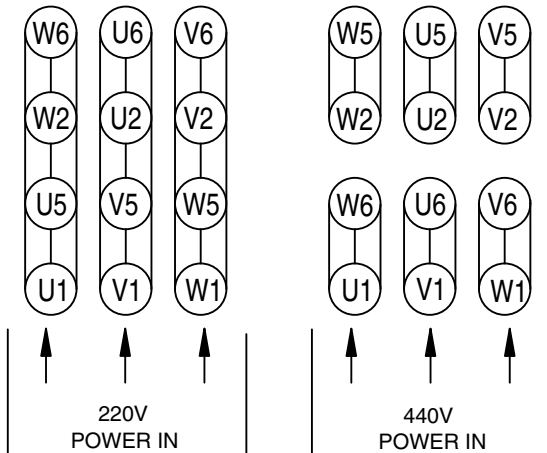 W6 U6 V6 W5 U5 V5
W2 U2 V2 W2 U2 V2
U5 V5 W5 W6 U6 V6
U1 V1 W1 U1 V1 W1
220V 440V
POWER IN POWER IN